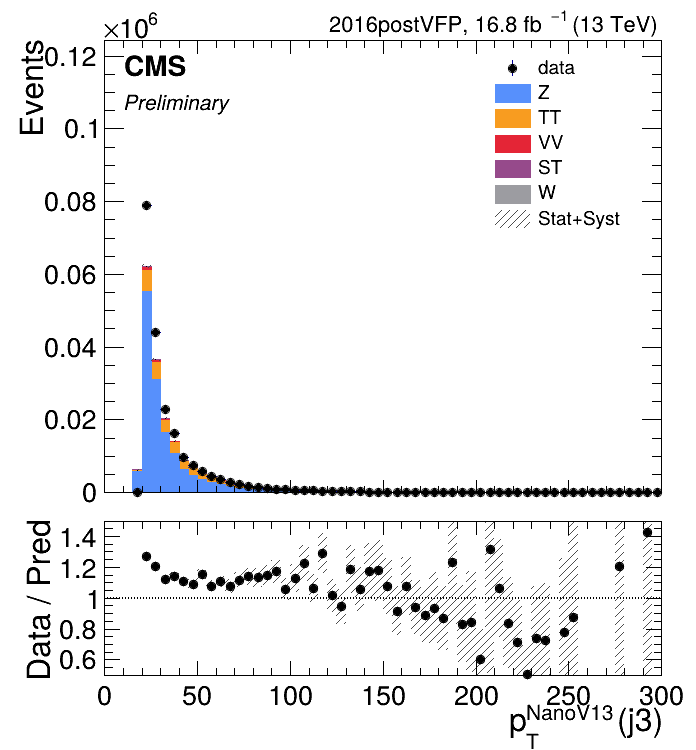 ×10⁶
2016postVFP, 16.8 fb ⁻¹ (13 TeV)
Events
CMS
Preliminary
data
Z
TT
VV
ST
W
Stat+Syst
0.12
0.1
0.08
0.06
0.04
0.02
0
Data / Pred
1.4
1.2
1
0.8
0.6
0 50 100 150 200 250 300
p_T^NanoV13 (j3)